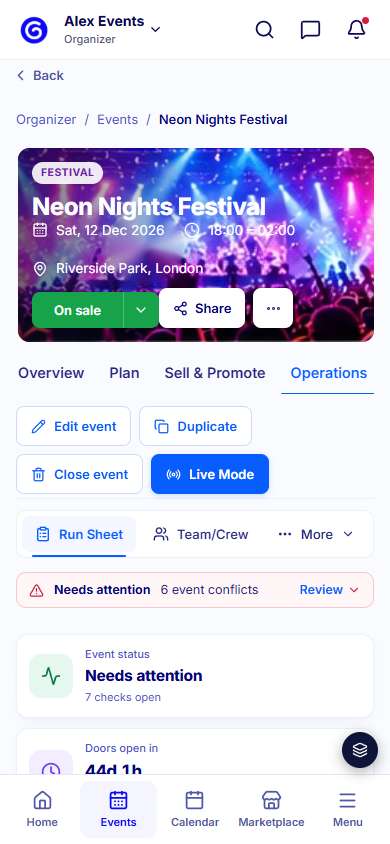 Alex Events
Organizer
Back
Organizer / Events / Neon Nights Festival
FESTIVAL
Neon Nights Festival
Sat, 12 Dec 2026 18:00 – 02:00
Riverside Park, London
On sale Share
Overview Plan Sell & Promote Operations
Edit event Duplicate
Close event Live Mode
Run Sheet Team/Crew More
Needs attention 6 event conflicts Review
Event status
Needs attention
7 checks open
Doors open in
44d 1h
Home Events Calendar Marketplace Menu